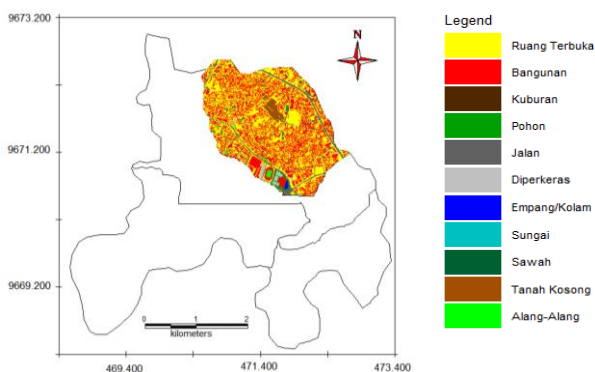 9673.200
N
9671.200
9669.200
0 1 2
kilometers
469.400 471.400 473.400
Legend
Ruang Terbuka
Bangunan
Kuburan
Pohon
Jalan
Diperkeras
Empang/Kolam
Sungai
Sawah
Tanah Kosong
Alang-Alang